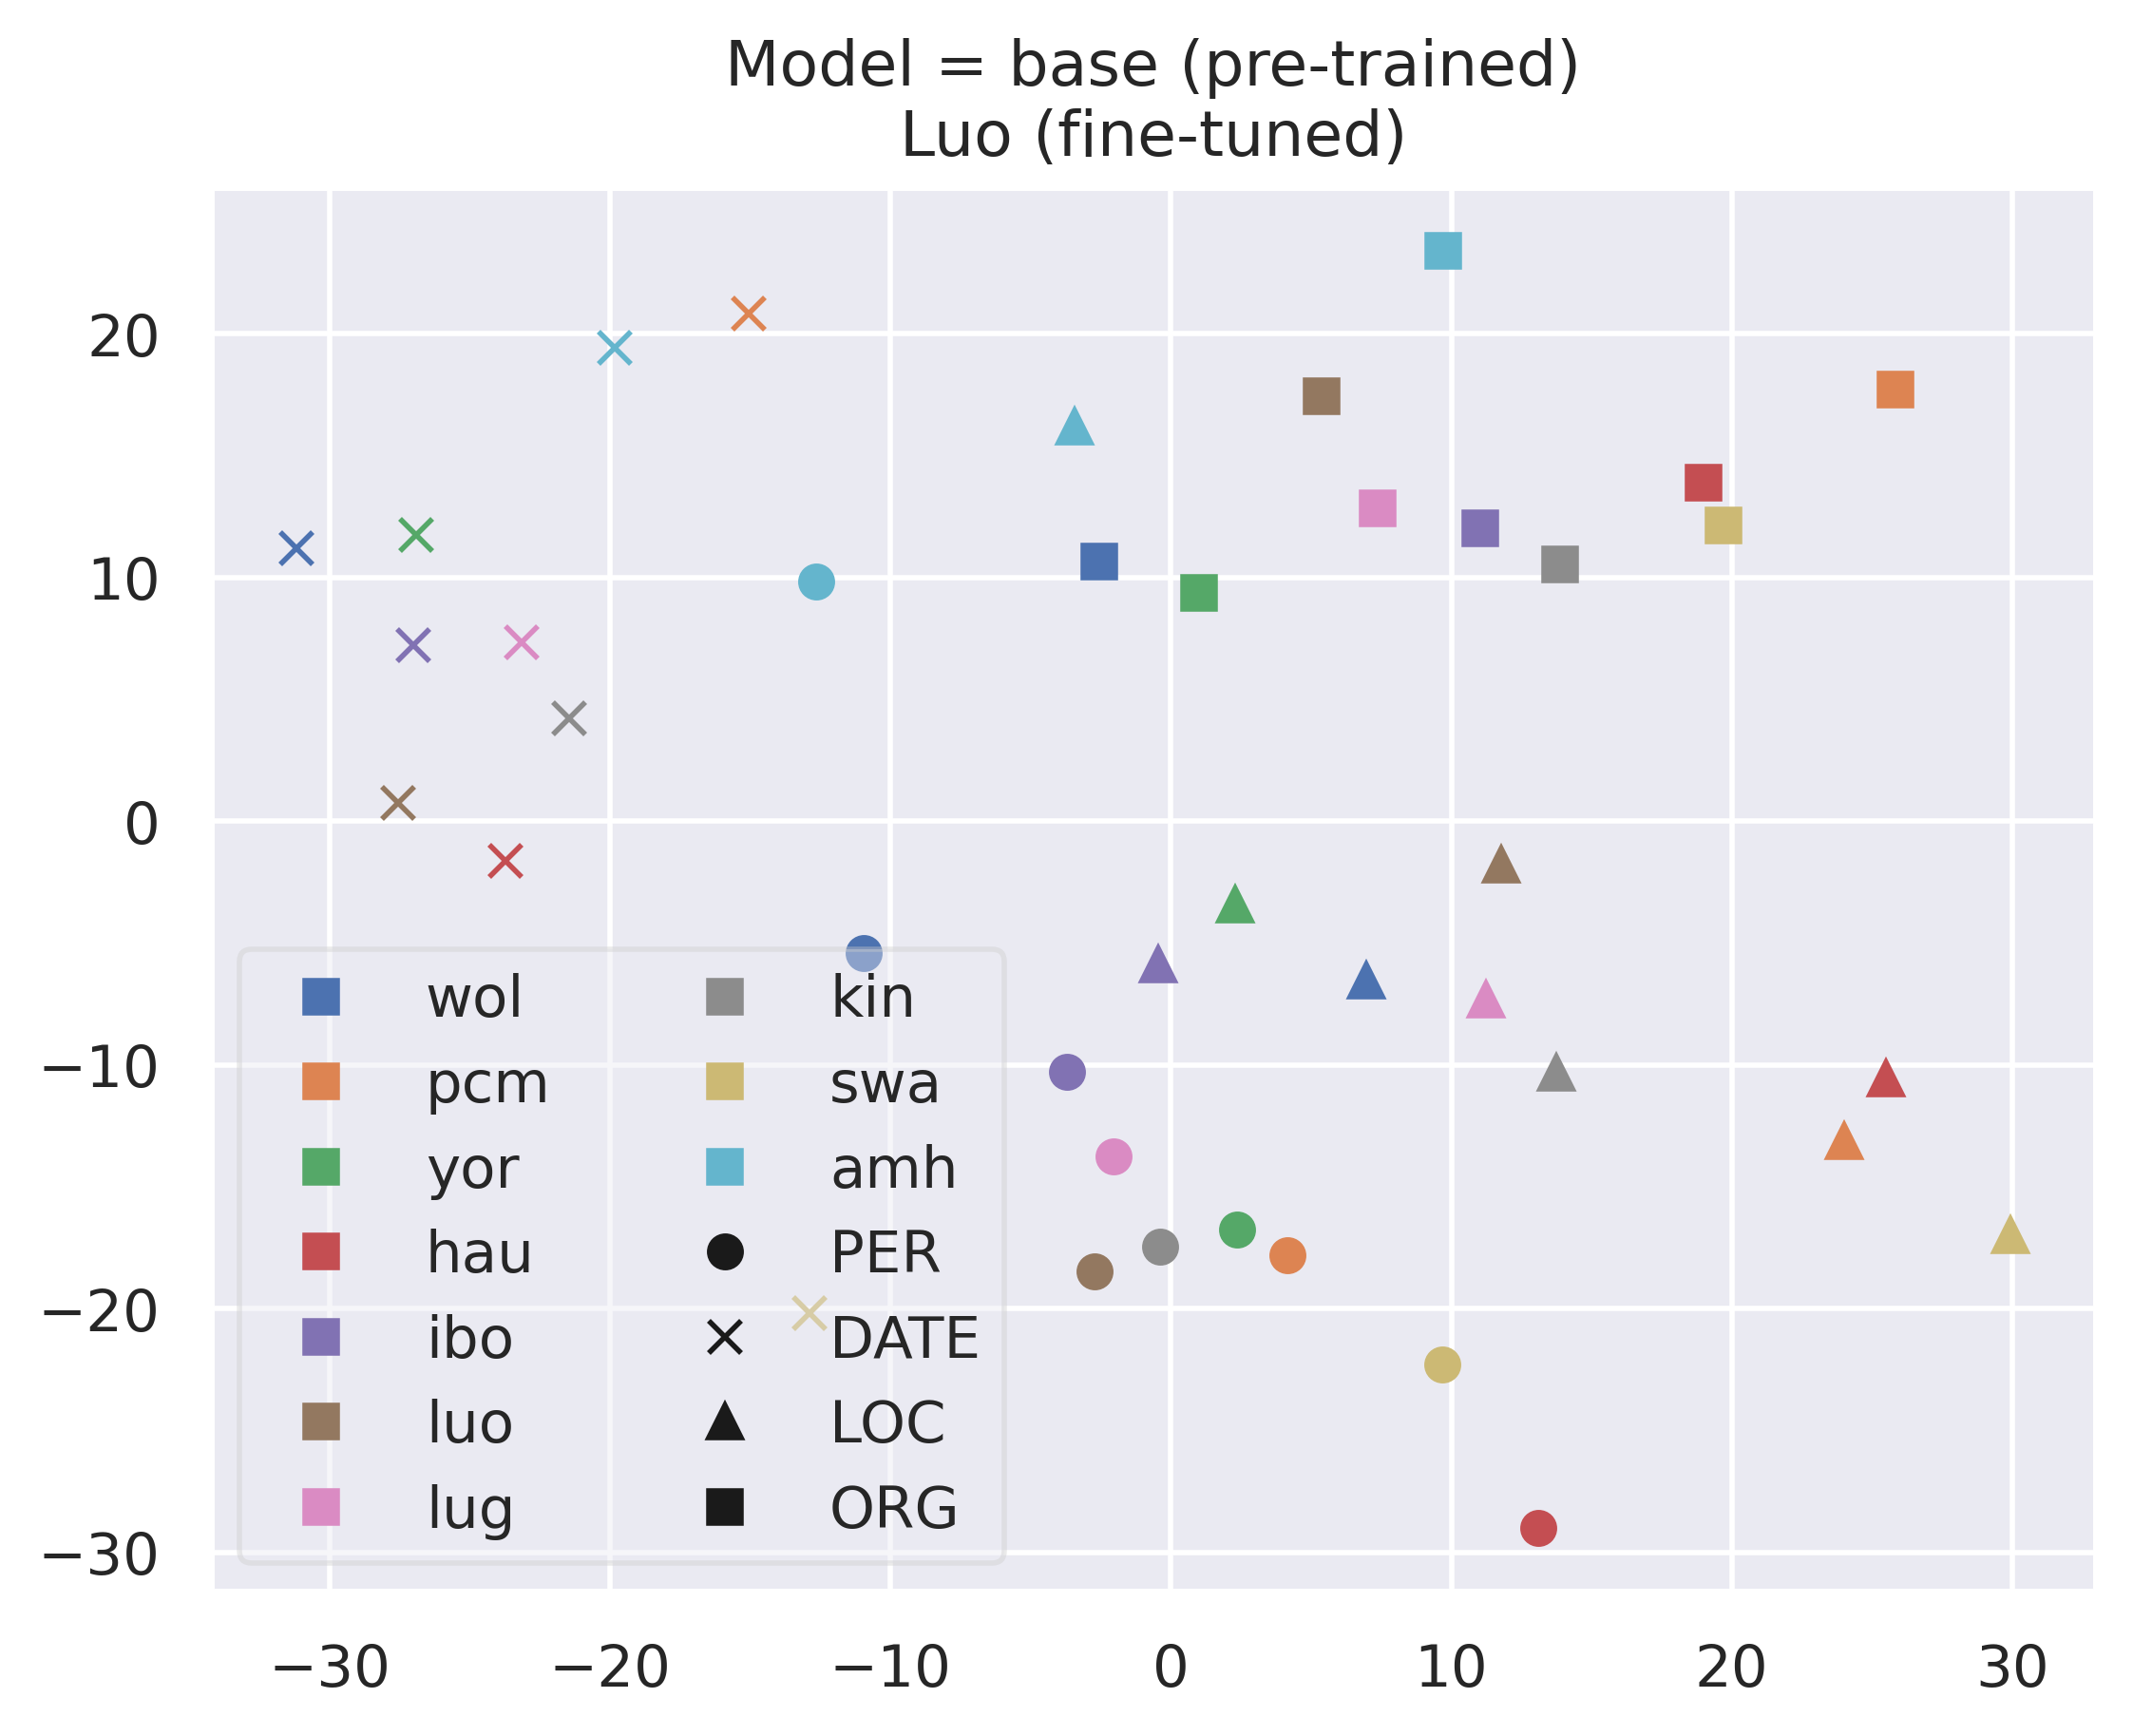 Model = base (pre-trained)
Luo (fine-tuned)
20
10
0
−10
−20
−30
wol
pcm
yor
hau
ibo
luo
lug
kin
swa
amh
PER
DATE
LOC
ORG
−30 −20 −10 0 10 20 30